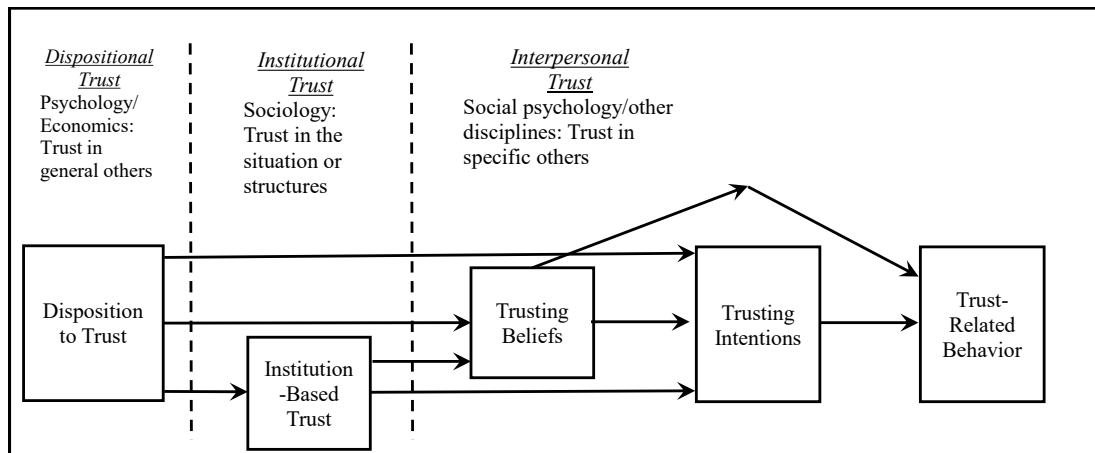 Dispositional
Trust
Psychology/
Economics:
Trust in
general others
Institutional
Trust
Sociology:
Trust in the
situation or
structures
Interpersonal
Trust
Social psychology/other
disciplines: Trust in
specific others
Disposition
to Trust
Institution
-Based
Trust
Trusting
Beliefs
Trusting
Intentions
Trust-
Related
Behavior